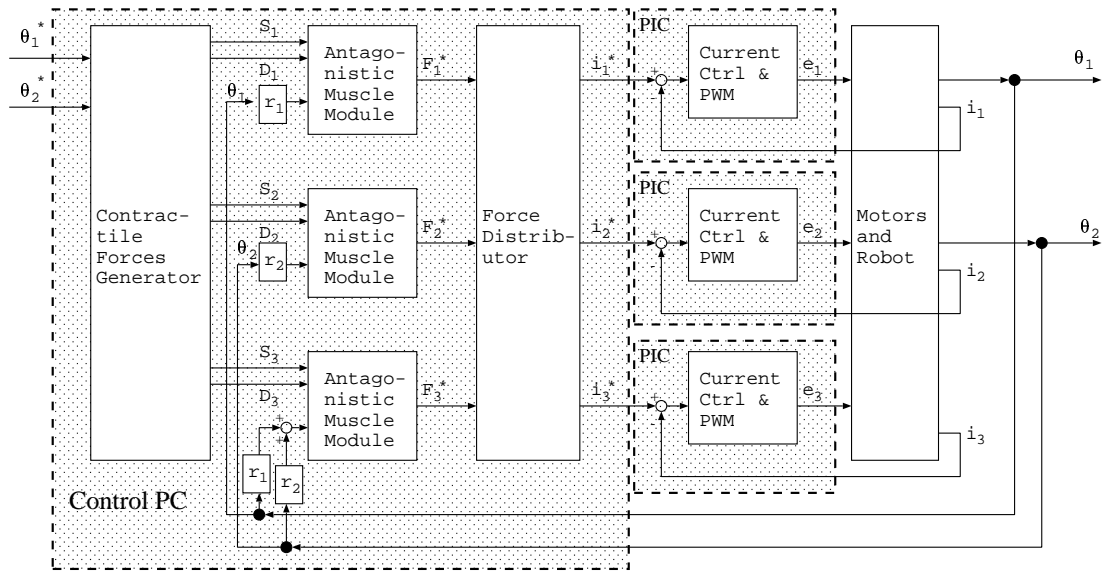 θ1*
θ2*
Contrac-
tile
Forces
Generator
Control PC
S1
D1
θ1
r1
Antago-
nistic
Muscle
Module
F1*
S2
D2
θ2
r2
Antago-
nistic
Muscle
Module
F2*
S3
D3
+
+
r1
r2
Antago-
nistic
Muscle
Module
F3*
Force
Distrib-
utor
i1*
i2*
i3*
PIC
+
-
Current
Ctrl &
PWM
e1
PIC
+
-
Current
Ctrl &
PWM
e2
PIC
+
-
Current
Ctrl &
PWM
e3
Motors
and
Robot
i1
i2
i3
θ1
θ2